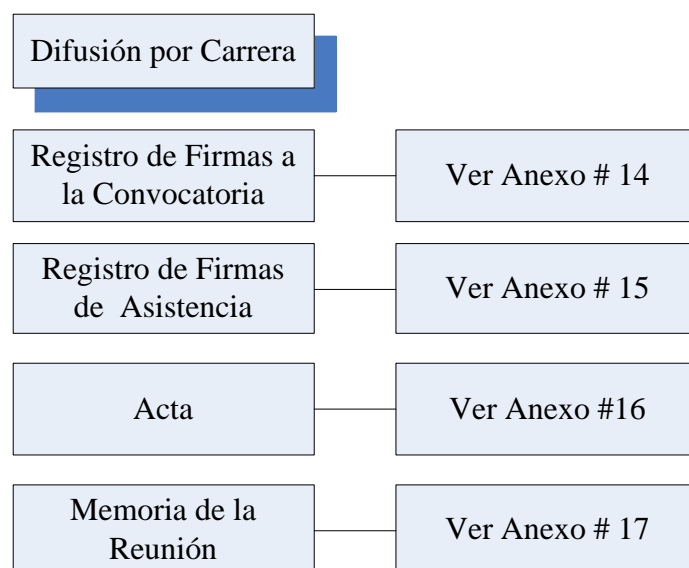 Difusión por Carrera
Registro de Firmas a
la Convocatoria
Ver Anexo # 14
Registro de Firmas
de Asistencia
Ver Anexo # 15
Acta
Ver Anexo #16
Memoria de la
Reunión
Ver Anexo # 17